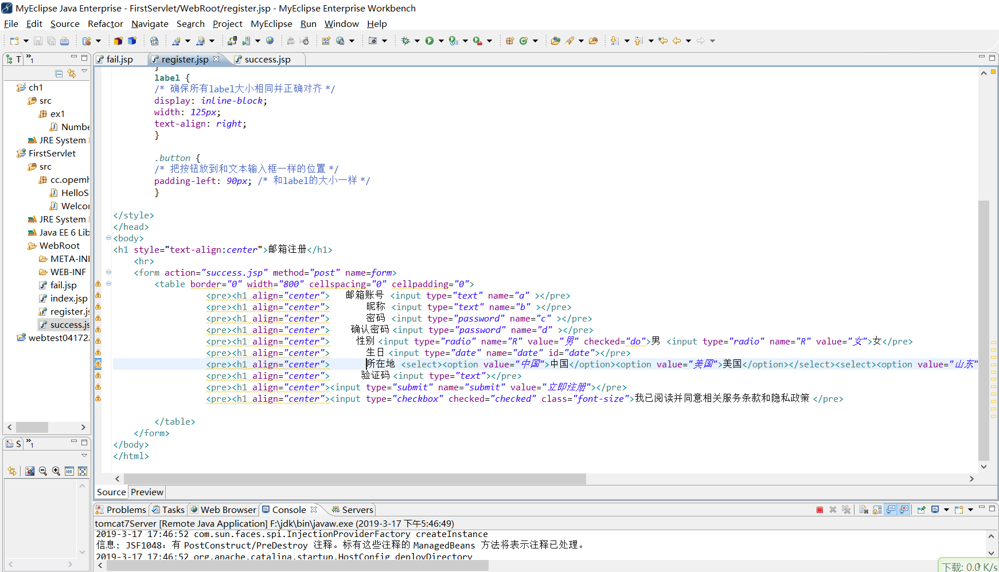 MyEclipse Java Enterprise - FirstServlet/WebRoot/register.jsp - MyEclipse Enterprise Workbench
File Edit Source Refactor Navigate Search Project MyEclipse Run Window Help
T »1
fail.jsp register.jsp success.jsp
ch1
src
ex1
Numbe
JRE System
FirstServlet
src
cc.opemh
HelloS
Welcor
JRE System
Java EE 6 Lib
WebRoot
META-INI
WEB-INF
fail.jsp
index.jsp
register.js
success.js
webtest04172
S »1
}
label {
/* 确保所有label大小相同并正确对齐 */
display: inline-block;
width: 125px;
text-align: right;
}
.button {
/* 把按钮放到和文本输入框一样的位置 */
padding-left: 90px; /* 和label的大小一样 */
}
</style>
</head>
<body>
<h1 style="text-align:center">邮箱注册</h1>
<hr>
<form action="success.jsp" method="post" name=form>
<table border="0" width="800" cellspacing="0" cellpadding="0">
<pre><h1 align="center"> 邮箱账号 <input type="text" name="a" ></pre>
<pre><h1 align="center"> 昵称 <input type="text" name="b" ></pre>
<pre><h1 align="center"> 密码 <input type="password" name="c" ></pre>
<pre><h1 align="center"> 确认密码<input type="password" name="d" ></pre>
<pre><h1 align="center"> 性别 <input type="radio" name="R" value="男" checked="do">男 <input type="radio" name="R" value="女">女</pre>
<pre><h1 align="center"> 生日<input type="date" name="date" id="date"></pre>
<pre><h1 align="center"> 所在地 <select><option value="中国">中国</option><option value="美国">美国</option></select><select><option value="山东"
<pre><h1 align="center"> 验证码<input type="text"></pre>
<pre><h1 align="center"><input type="submit" name="submit" value="立即注册"></pre>
<pre><h1 align="center"><input type="checkbox" checked="checked" class="font-size">我已阅读并同意相关服务条款和隐私政策 </pre>
</table>
</form>
</body>
</html>
Source Preview
Problems Tasks Web Browser Console Servers
tomcat7Server [Remote Java Application] F:\jdk\bin\javaw.exe (2019-3-17 下午5:46:49)
2019-3-17 17:46:52 com.sun.faces.spi.InjectionProviderFactory createInstance
信息: JSF1048：有 PostConstruct/PreDestroy 注释。标有这些注释的 ManagedBeans 方法将表示注释已处理。
2019-3-17 17:46:52 org.apache.catalina.startup.HostConfig deployDirectory
下载: 0.0 K/s